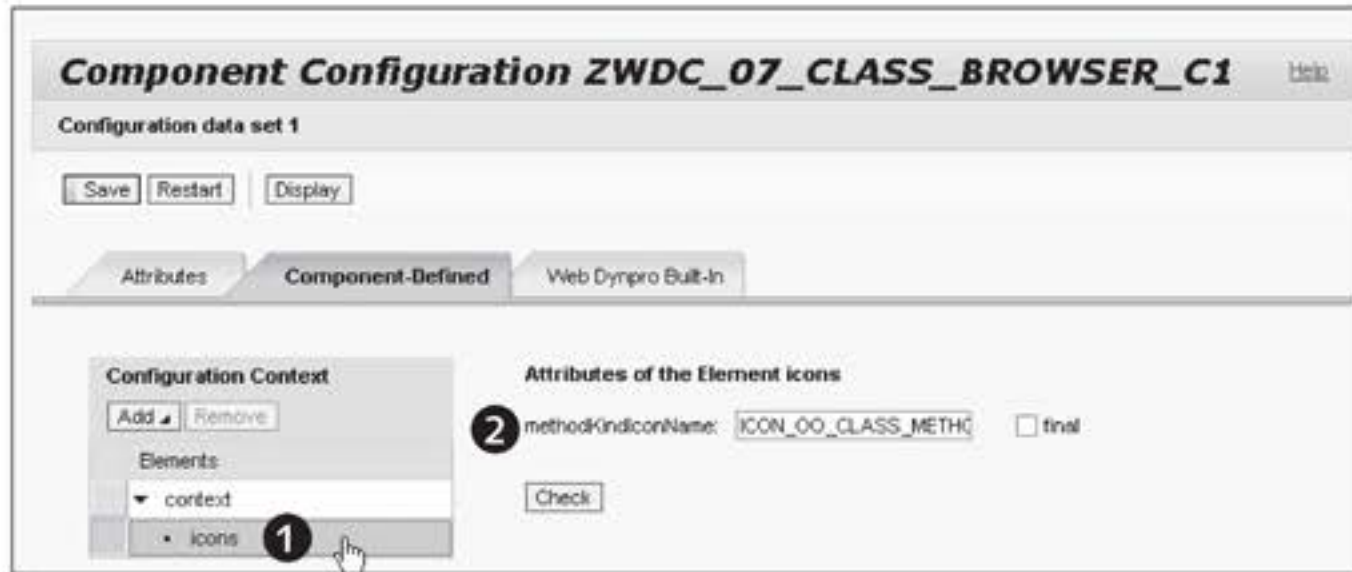 Component Configuration ZWDC_07_CLASS_BROWSER_C1 Help
Configuration data set 1
Save Restart Display
Attributes Component-Defined Web Dynpro Built-In
Configuration Context
Add Remove
Elements
context
icons 1
Attributes of the Element icons
2 methodKindIconName: ICON_OO_CLASS_METHO final
Check